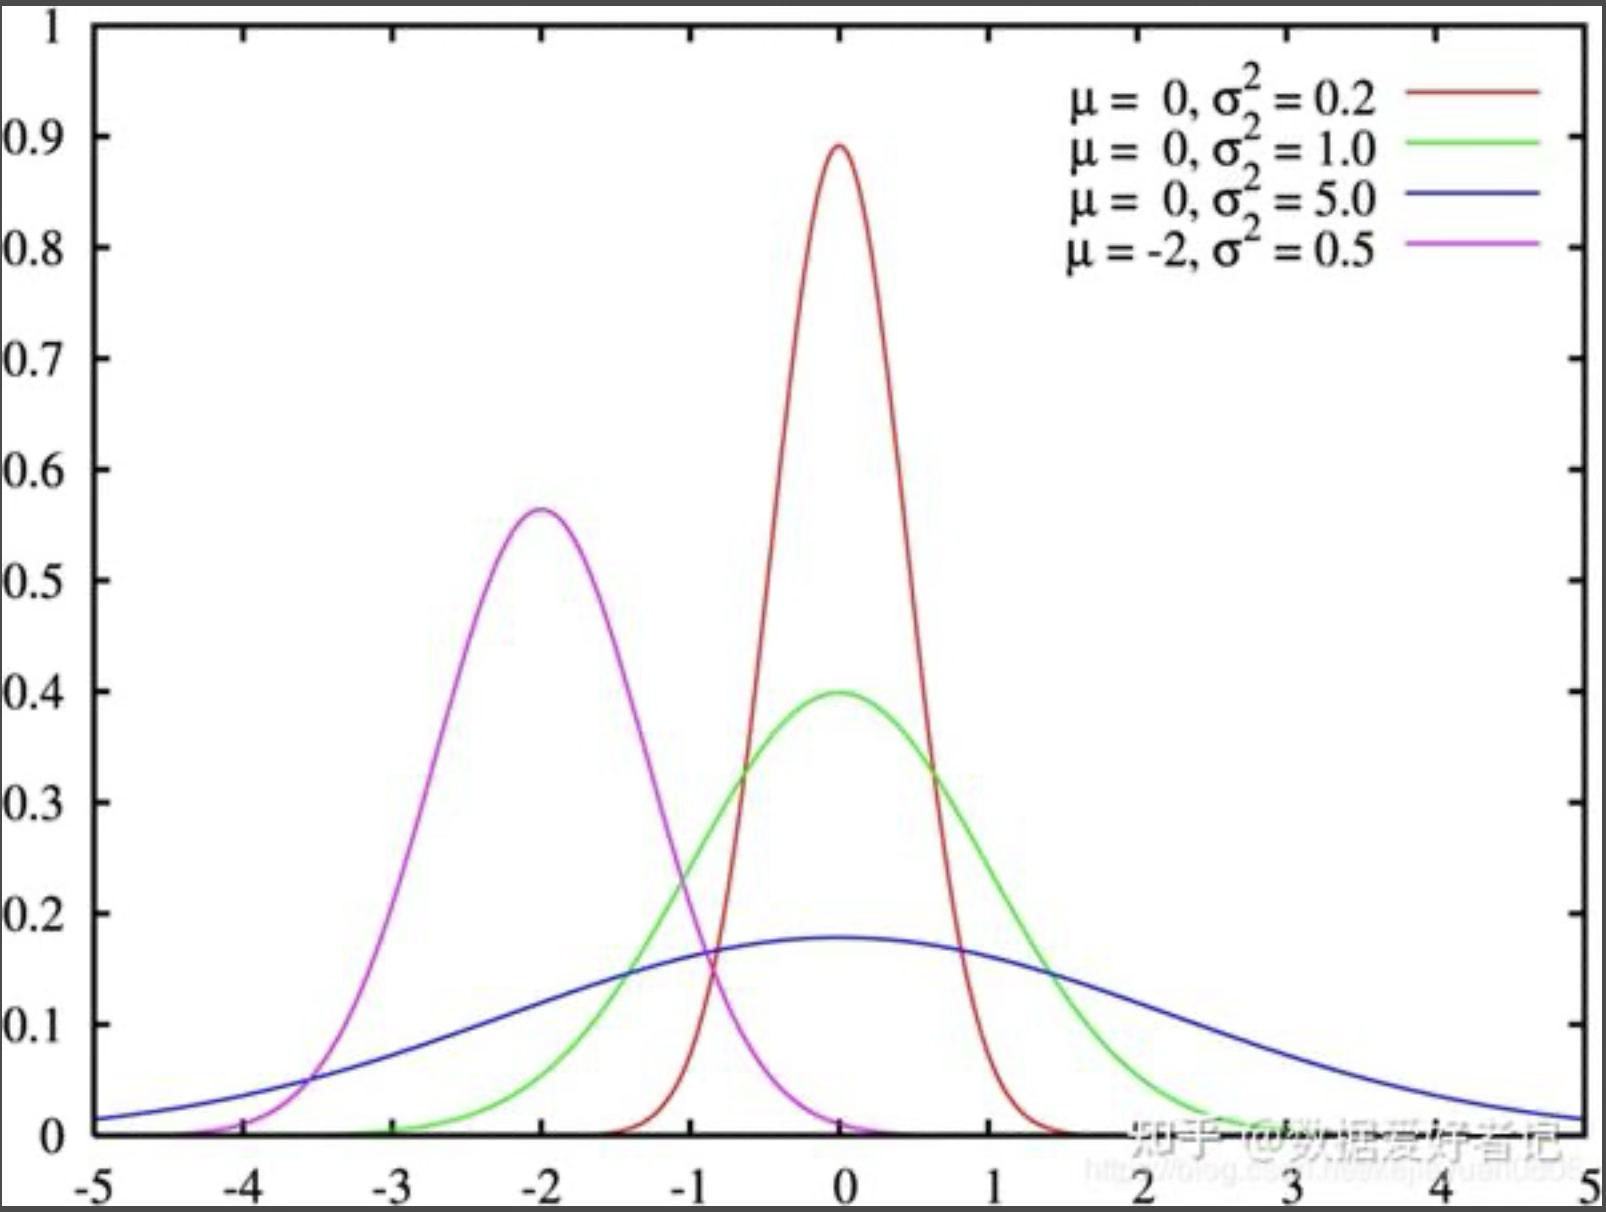 1
0.9
0.8
0.7
0.6
0.5
0.4
0.3
0.2
0.1
0
μ = 0, σ² = 0.2
μ = 0, σ² = 1.0
μ = 0, σ² = 5.0
μ = -2, σ² = 0.5
知乎 @数据爱好者记
-5 -4 -3 -2 -1 0 1 2 3 4 5